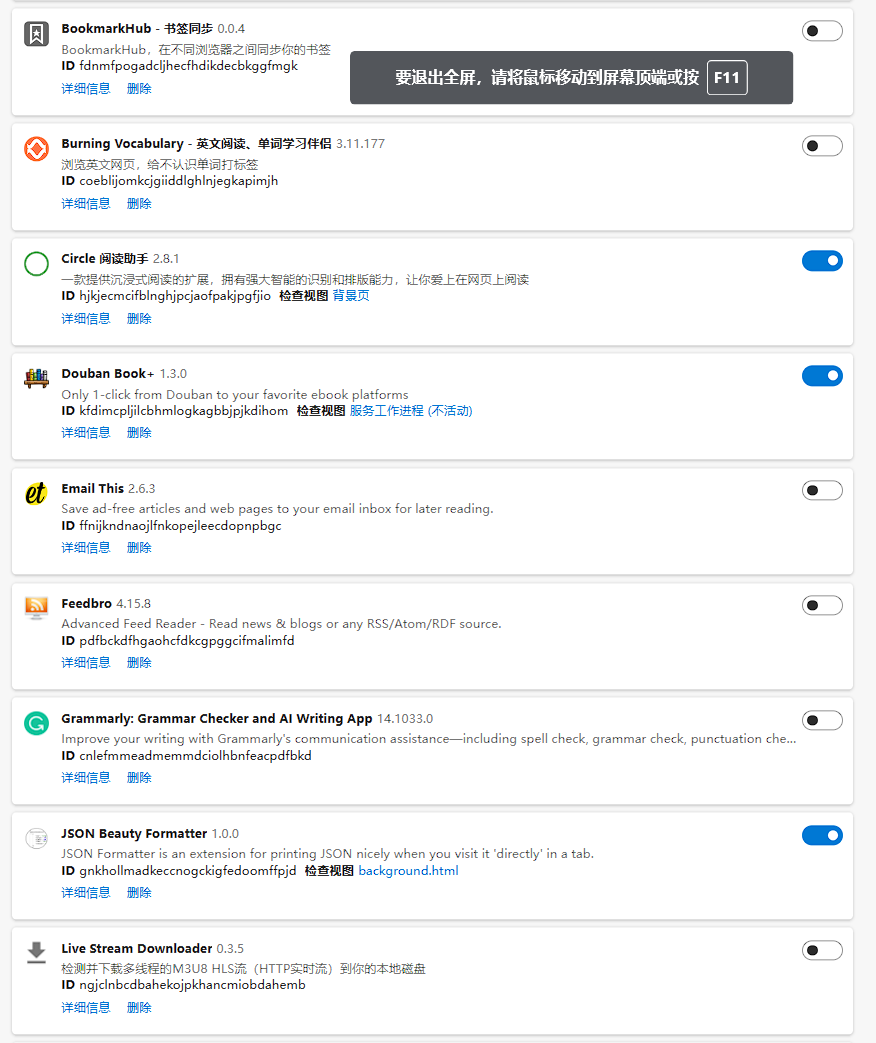 BookmarkHub - 书签同步 0.0.4
BookmarkHub，在不同浏览器之间同步你的书签
ID fdnmfpogadcljhecfhdikdecbkggfmgk
详细信息 删除
要退出全屏，请将鼠标移动到屏幕顶端或按 F11
Burning Vocabulary - 英文阅读、单词学习伴侣 3.11.177
浏览英文网页，给不认识单词打标签
ID coeblijomkcjgiiddlghlnjegkapimjh
详细信息 删除
Circle 阅读助手 2.8.1
一款提供沉浸式阅读的扩展，拥有强大智能的识别和排版能力，让你爱上在网页上阅读
ID hjkjecmcifblnghjpcjaofpakjpgfjio 检查视图 背景页
详细信息 删除
Douban Book+ 1.3.0
Only 1-click from Douban to your favorite ebook platforms
ID kfdimcpljilcbhmlogkagbbjpjkdihom 检查视图 服务工作进程 (不活动)
详细信息 删除
et
Email This 2.6.3
Save ad-free articles and web pages to your email inbox for later reading.
ID ffnijkndnaojlfnkopejleecdopnpbgc
详细信息 删除
Feedbro 4.15.8
Advanced Feed Reader - Read news & blogs or any RSS/Atom/RDF source.
ID pdfbckdfhgaohcfdkcgpggcifmalimfd
详细信息 删除
Grammarly: Grammar Checker and AI Writing App 14.1033.0
Improve your writing with Grammarly's communication assistance—including spell check, grammar check, punctuation che...
ID cnlefmmeadmemmdciolhbnfeacpdfbkd
详细信息 删除
JSON Beauty Formatter 1.0.0
JSON Formatter is an extension for printing JSON nicely when you visit it 'directly' in a tab.
ID gnkhollmadkeccnogckigfedoomffpjd 检查视图 background.html
详细信息 删除
Live Stream Downloader 0.3.5
检测并下载多线程的M3U8 HLS流（HTTP实时流）到你的本地磁盘
ID ngjclnbcdbahekojpkhancmiobdahemb
详细信息 删除